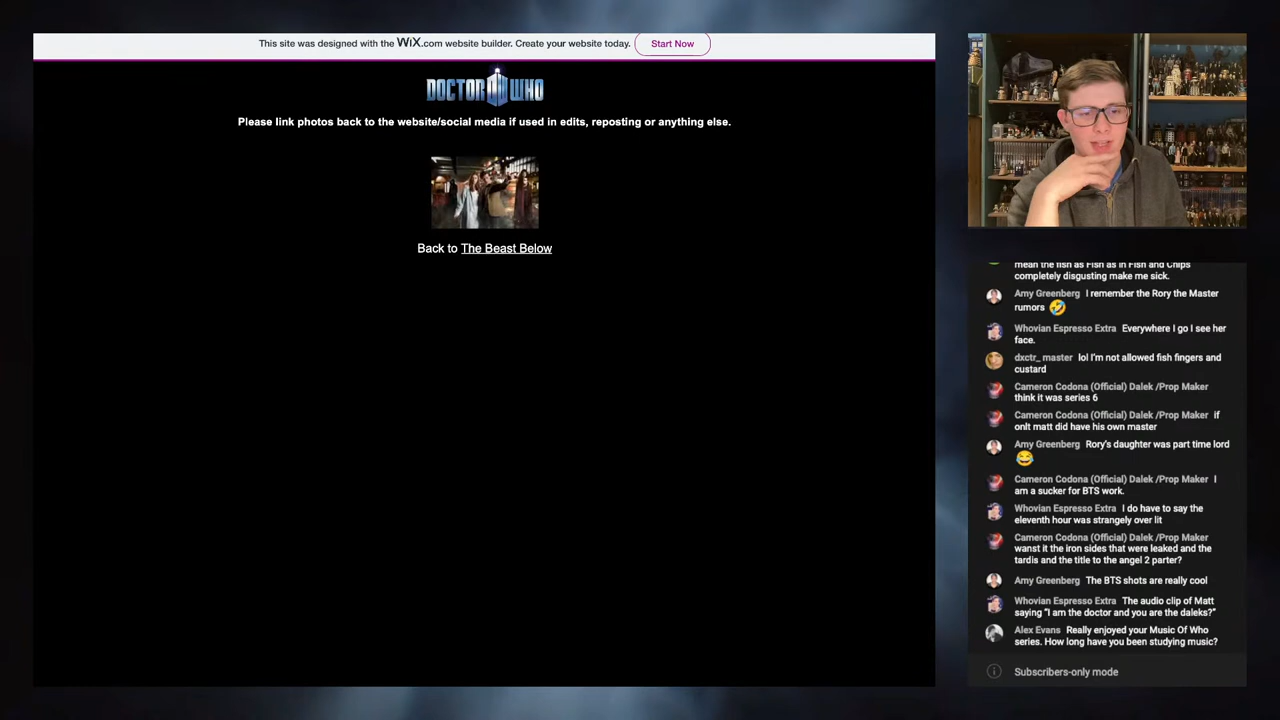 This site was designed with the WiX.com website builder. Create your website today.
Start Now
DOCTOR WHO
Please link photos back to the website/social media if used in edits, reposting or anything else.
Back to The Beast Below
mean the fish as Fish as in Fish and Chips
completely disgusting make me sick.
Amy Greenberg I remember the Rory the Master
rumors 🤣
Whovian Espresso Extra Everywhere I go I see her
face.
dxctr_ master lol I'm not allowed fish fingers and
custard
Cameron Codona (Official) Dalek /Prop Maker
think it was series 6
Cameron Codona (Official) Dalek /Prop Maker if
onlt matt did have his own master
Amy Greenberg Rory's daughter was part time lord
😂
Cameron Codona (Official) Dalek /Prop Maker I
am a sucker for BTS work.
Whovian Espresso Extra I do have to say the
eleventh hour was strangely over lit
Cameron Codona (Official) Dalek /Prop Maker
wanst it the iron sides that were leaked and the
tardis and the title to the angel 2 parter?
Amy Greenberg The BTS shots are really cool
Whovian Espresso Extra The audio clip of Matt
saying "I am the doctor and you are the daleks?"
Alex Evans Really enjoyed your Music Of Who
series. How long have you been studying music?
Subscribers-only mode